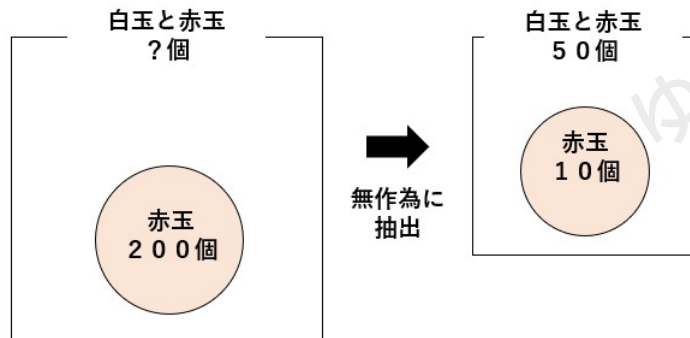 白玉と赤玉
？個
赤玉
２００個
無作為に
抽出
白玉と赤玉
５０個
赤玉
１０個
ゆ